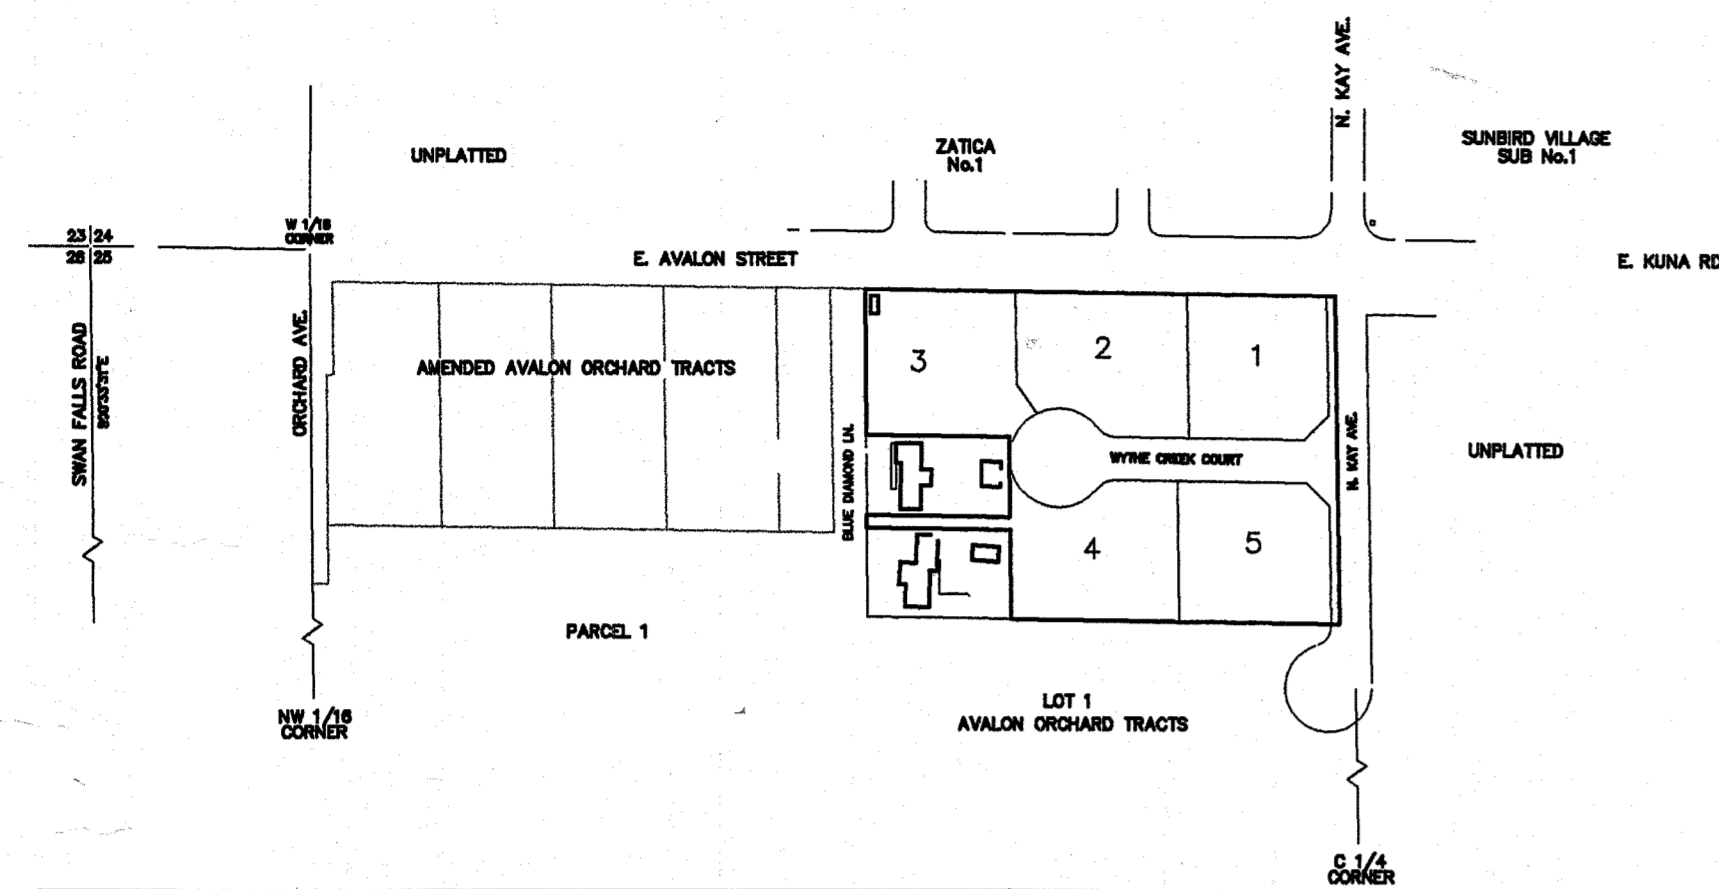 N. KAY AVE.
UNPLATTED
ZATICA
No.1
SUNBIRD VILLAGE
SUB No.1
23 24
26 25
W 1/16
CORNER
E. AVALON STREET
E. KUNA RD
SWAN FALLS ROAD
ORCHARD AVE.
AMENDED AVALON ORCHARD TRACTS
3
2
1
BLUE DIAMOND LN.
WYTHE CREEK COURT
N. KAY AVE.
UNPLATTED
4
5
PARCEL 1
LOT 1
AVALON ORCHARD TRACTS
NW 1/16
CORNER
C 1/4
CORNER